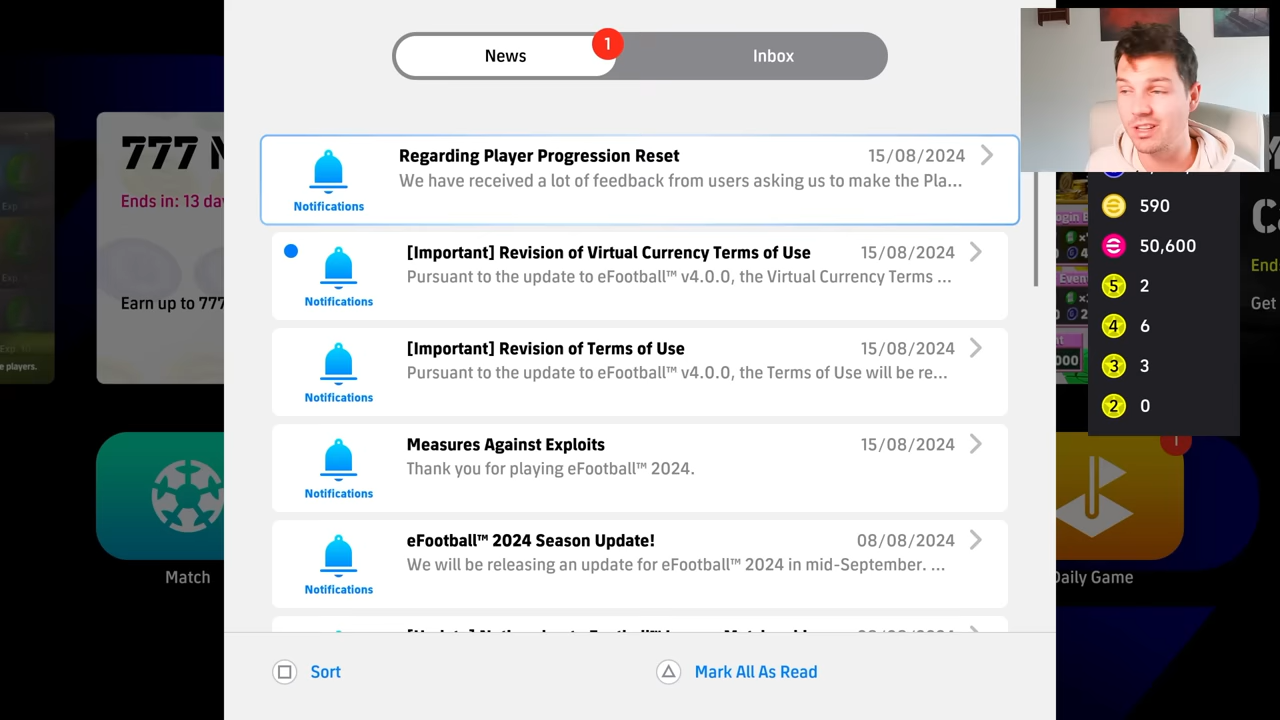 News
1
Inbox
Regarding Player Progression Reset
15/08/2024
We have received a lot of feedback from users asking us to make the Pla...
Notifications
[Important] Revision of Virtual Currency Terms of Use
15/08/2024
Pursuant to the update to eFootball™ v4.0.0, the Virtual Currency Terms ...
Notifications
[Important] Revision of Terms of Use
15/08/2024
Pursuant to the update to eFootball™ v4.0.0, the Terms of Use will be re...
Notifications
Measures Against Exploits
15/08/2024
Thank you for playing eFootball™ 2024.
Notifications
eFootball™ 2024 Season Update!
08/08/2024
We will be releasing an update for eFootball™ 2024 in mid-September. ...
Notifications
Sort
Mark All As Read
777
Ends in: 13
Earn up to 777
e players.
Match
590
50,600
5 2
4 6
3 3
2 0
End
Get
Daily Game